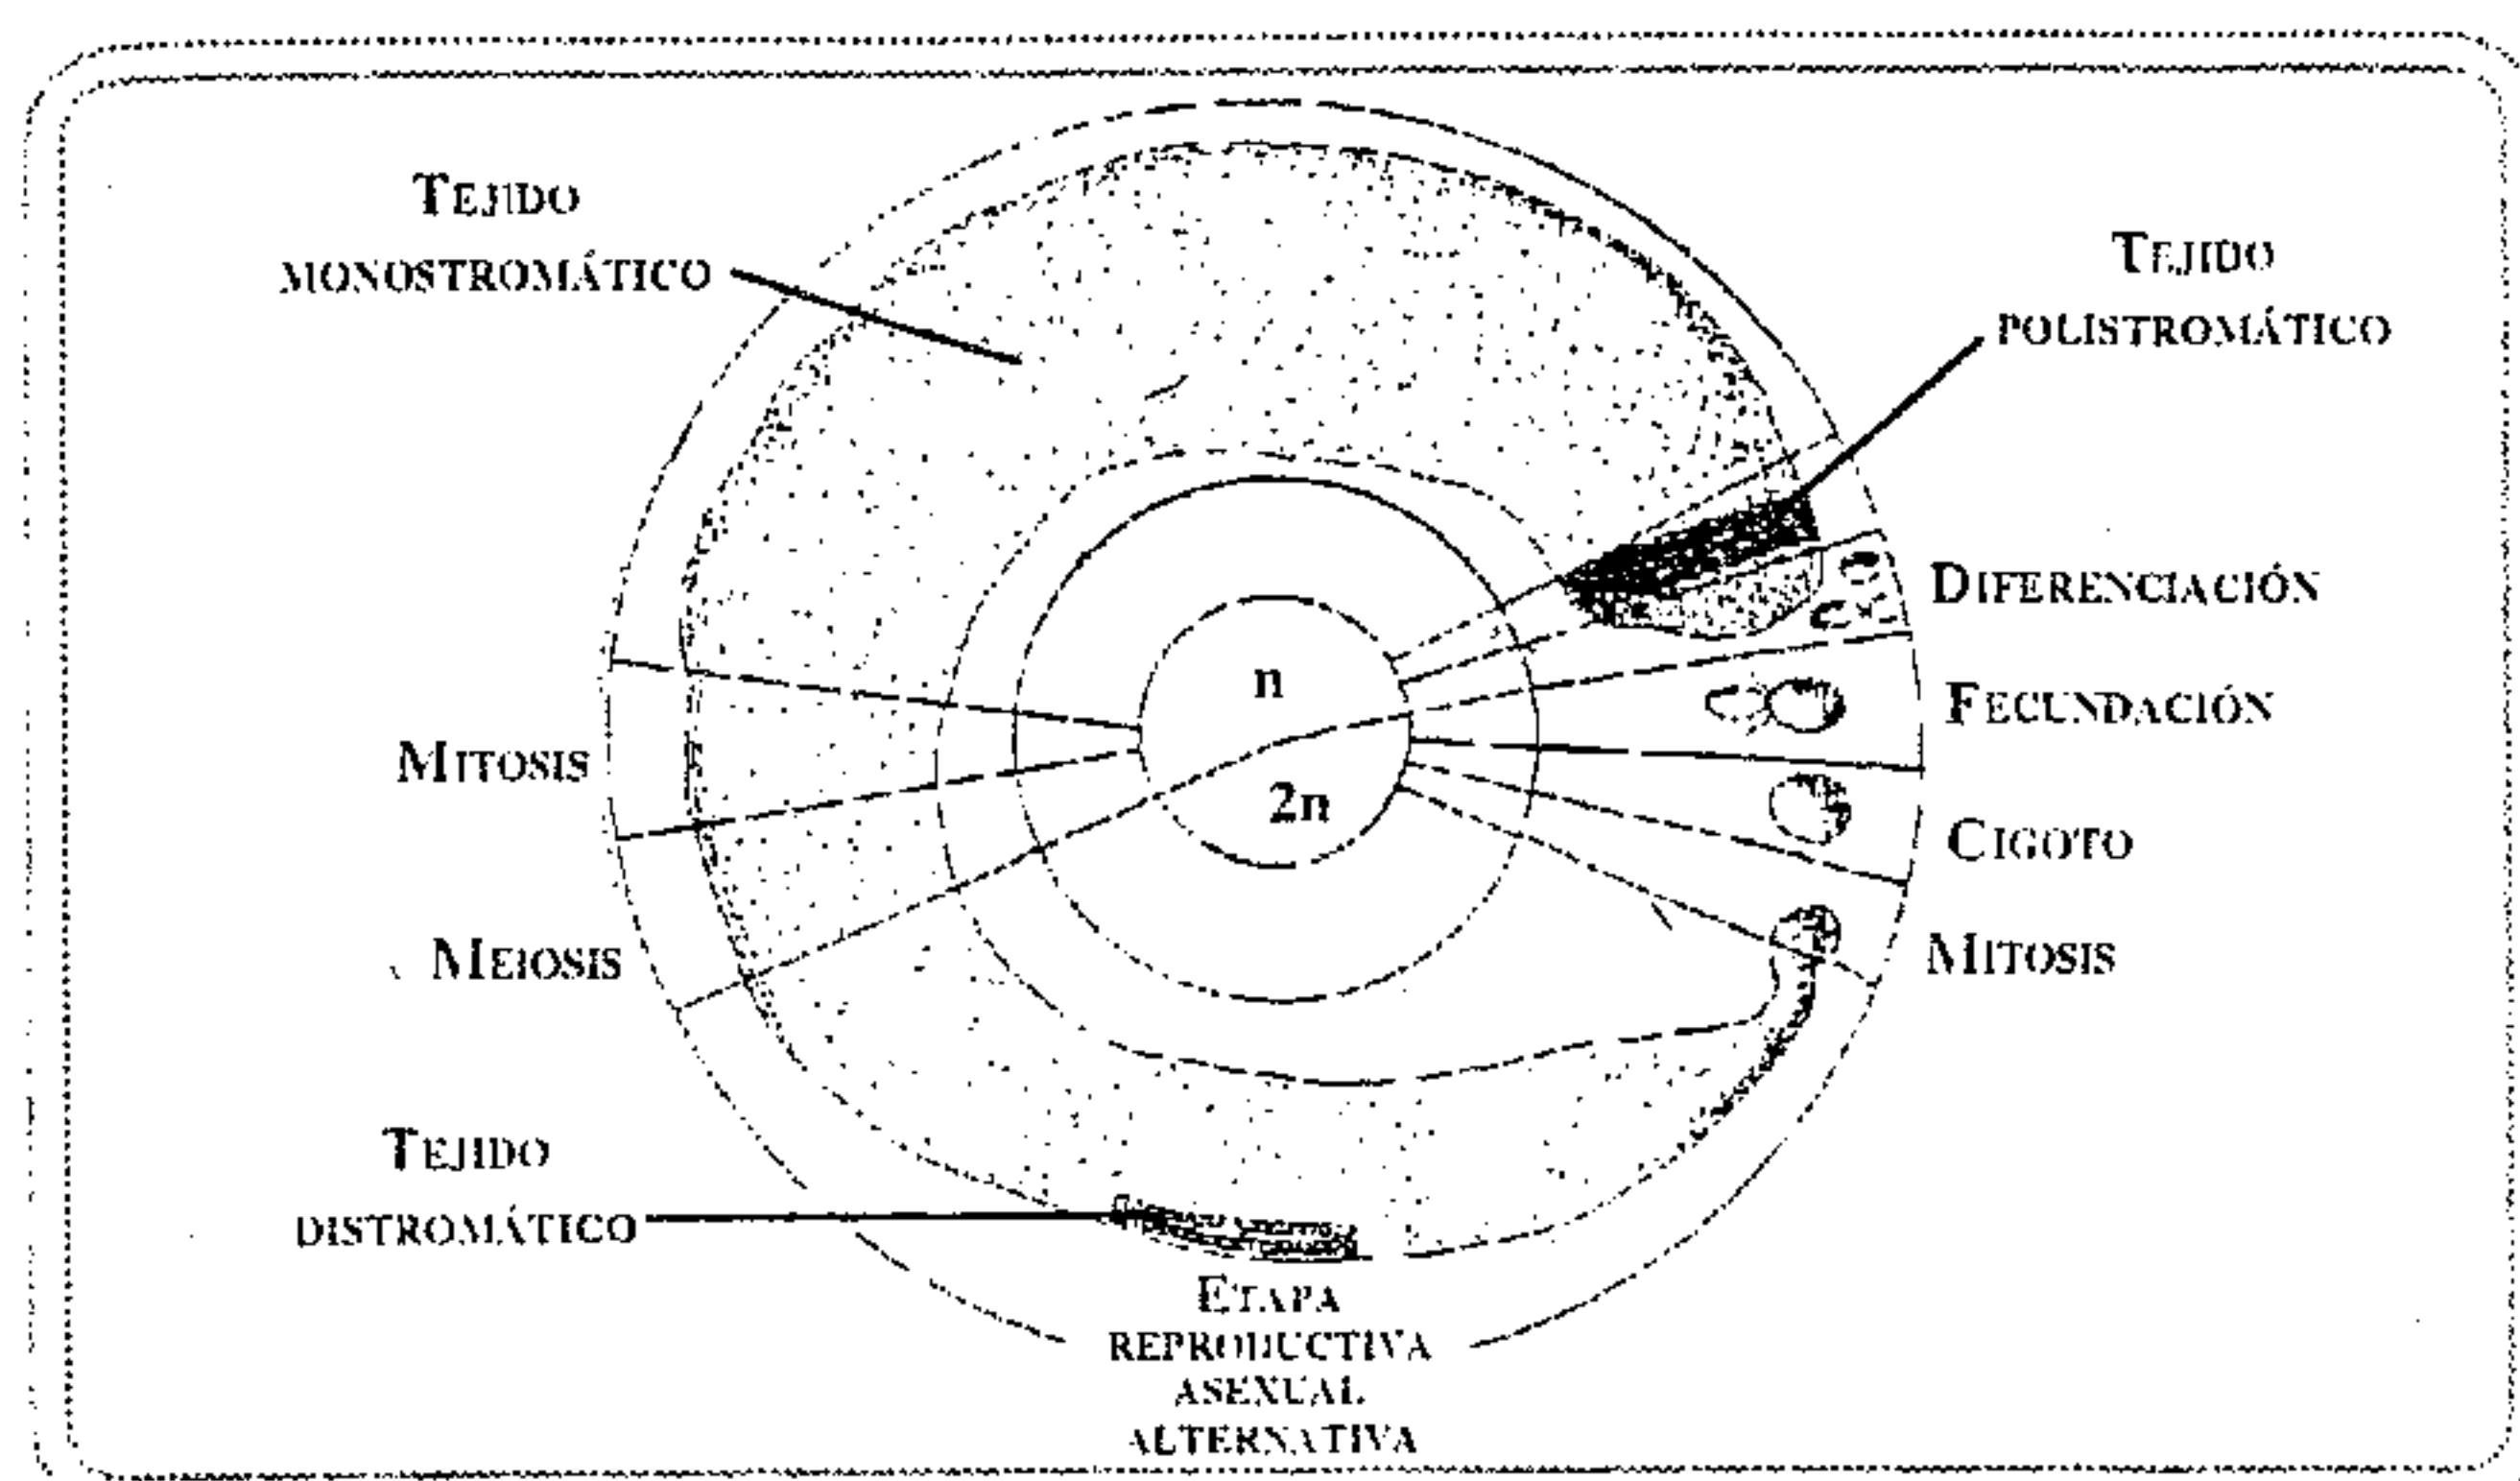 TEJIDO
MONOSTROMÁTICO
TEJIDO
POLISTROMÁTICO
DIFERENCIACIÓN
FECUNDACIÓN
CIGOTO
MITOSIS
n
2n
MITOSIS
MEIOSIS
TEJIDO
DISTROMÁTICO
ETAPA
REPRODUCTIVA
ASEXUAL
ALTERNATIVA